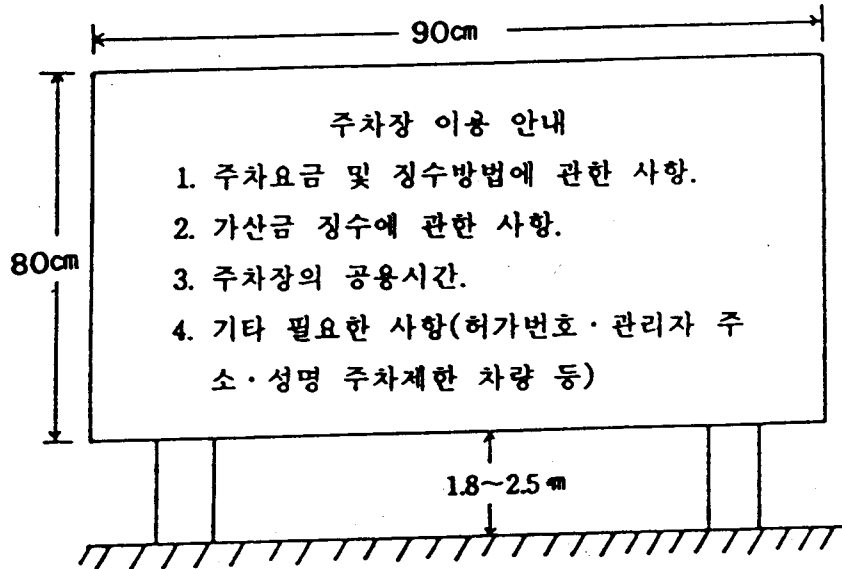 90㎝
주차장 이용 안내
1. 주차요금 및 징수방법에 관한 사항.
2. 가산금 징수에 관한 사항.
80㎝
3. 주차장의 공용시간.
4. 기타 필요한 사항(허가번호·관리자 주
소·성명 주차제한 차량 등)
1.8~2.5m